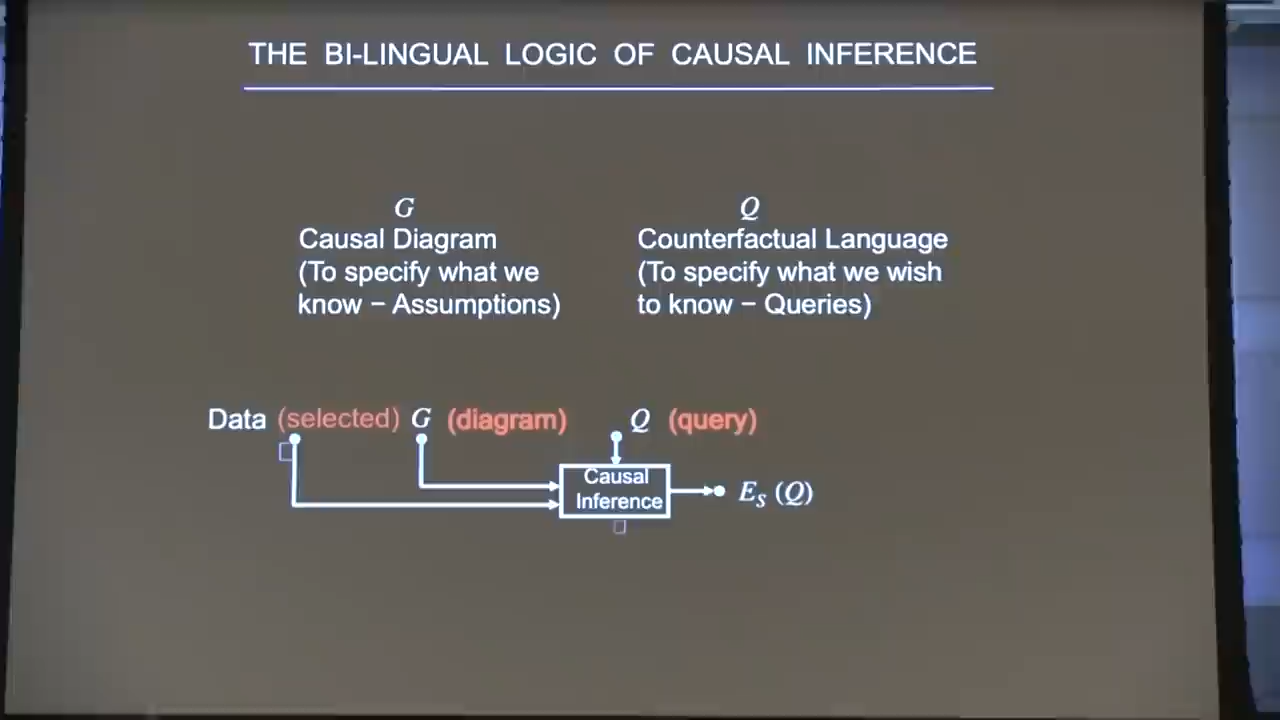 THE BI-LINGUAL LOGIC OF CAUSAL INFERENCE
G
Causal Diagram
(To specify what we
know – Assumptions)
Q
Counterfactual Language
(To specify what we wish
to know – Queries)
Data (selected) G (diagram) Q (query)
Causal
Inference
E_S (Q)